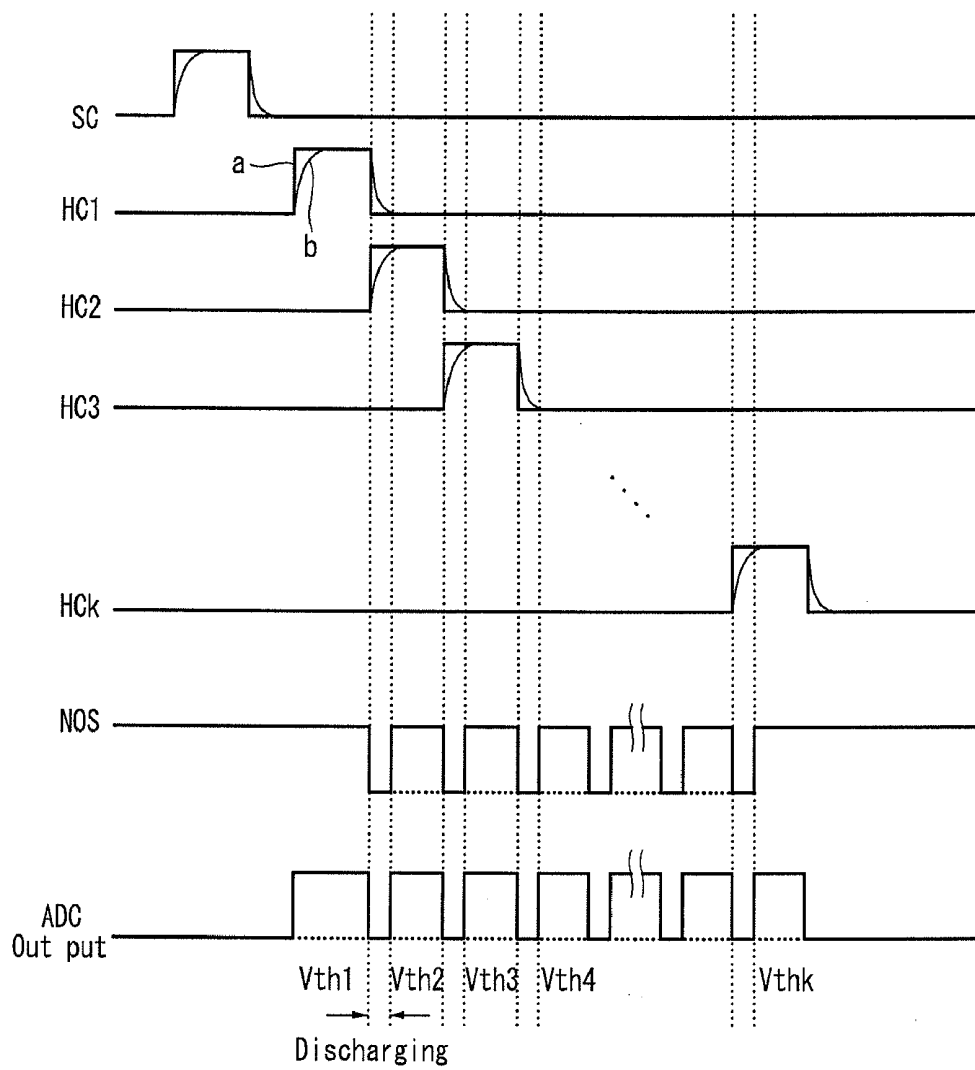 SC
a
HC1
b
HC2
HC3
HCk
NOS
ADC
Out put
Vth1 Vth2 Vth3 Vth4 Vthk
Discharging